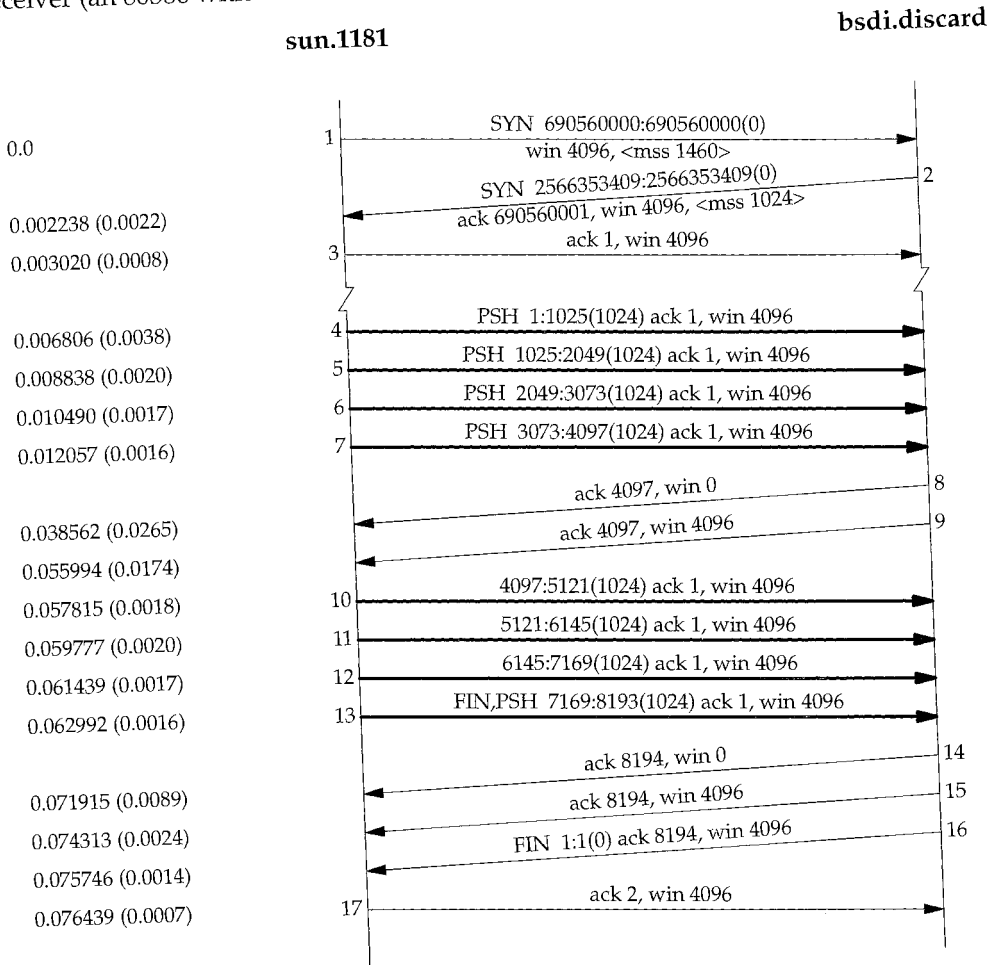 eceiver (an 80386
sun.1181
bsdi.discard
0.0
1
SYN 690560000:690560000(0)
win 4096, <mss 1460>
SYN 2566353409:2566353409(0)
2
0.002238 (0.0022)
ack 690560001, win 4096, <mss 1024>
0.003020 (0.0008)
3
ack 1, win 4096
0.006806 (0.0038)
4
PSH 1:1025(1024) ack 1, win 4096
0.008838 (0.0020)
5
PSH 1025:2049(1024) ack 1, win 4096
0.010490 (0.0017)
6
PSH 2049:3073(1024) ack 1, win 4096
0.012057 (0.0016)
7
PSH 3073:4097(1024) ack 1, win 4096
ack 4097, win 0
8
0.038562 (0.0265)
ack 4097, win 4096
9
0.055994 (0.0174)
0.057815 (0.0018)
10
4097:5121(1024) ack 1, win 4096
0.059777 (0.0020)
11
5121:6145(1024) ack 1, win 4096
0.061439 (0.0017)
12
6145:7169(1024) ack 1, win 4096
0.062992 (0.0016)
13
FIN,PSH 7169:8193(1024) ack 1, win 4096
ack 8194, win 0
14
0.071915 (0.0089)
ack 8194, win 4096
15
0.074313 (0.0024)
FIN 1:1(0) ack 8194, win 4096
16
0.075746 (0.0014)
0.076439 (0.0007)
17
ack 2, win 4096